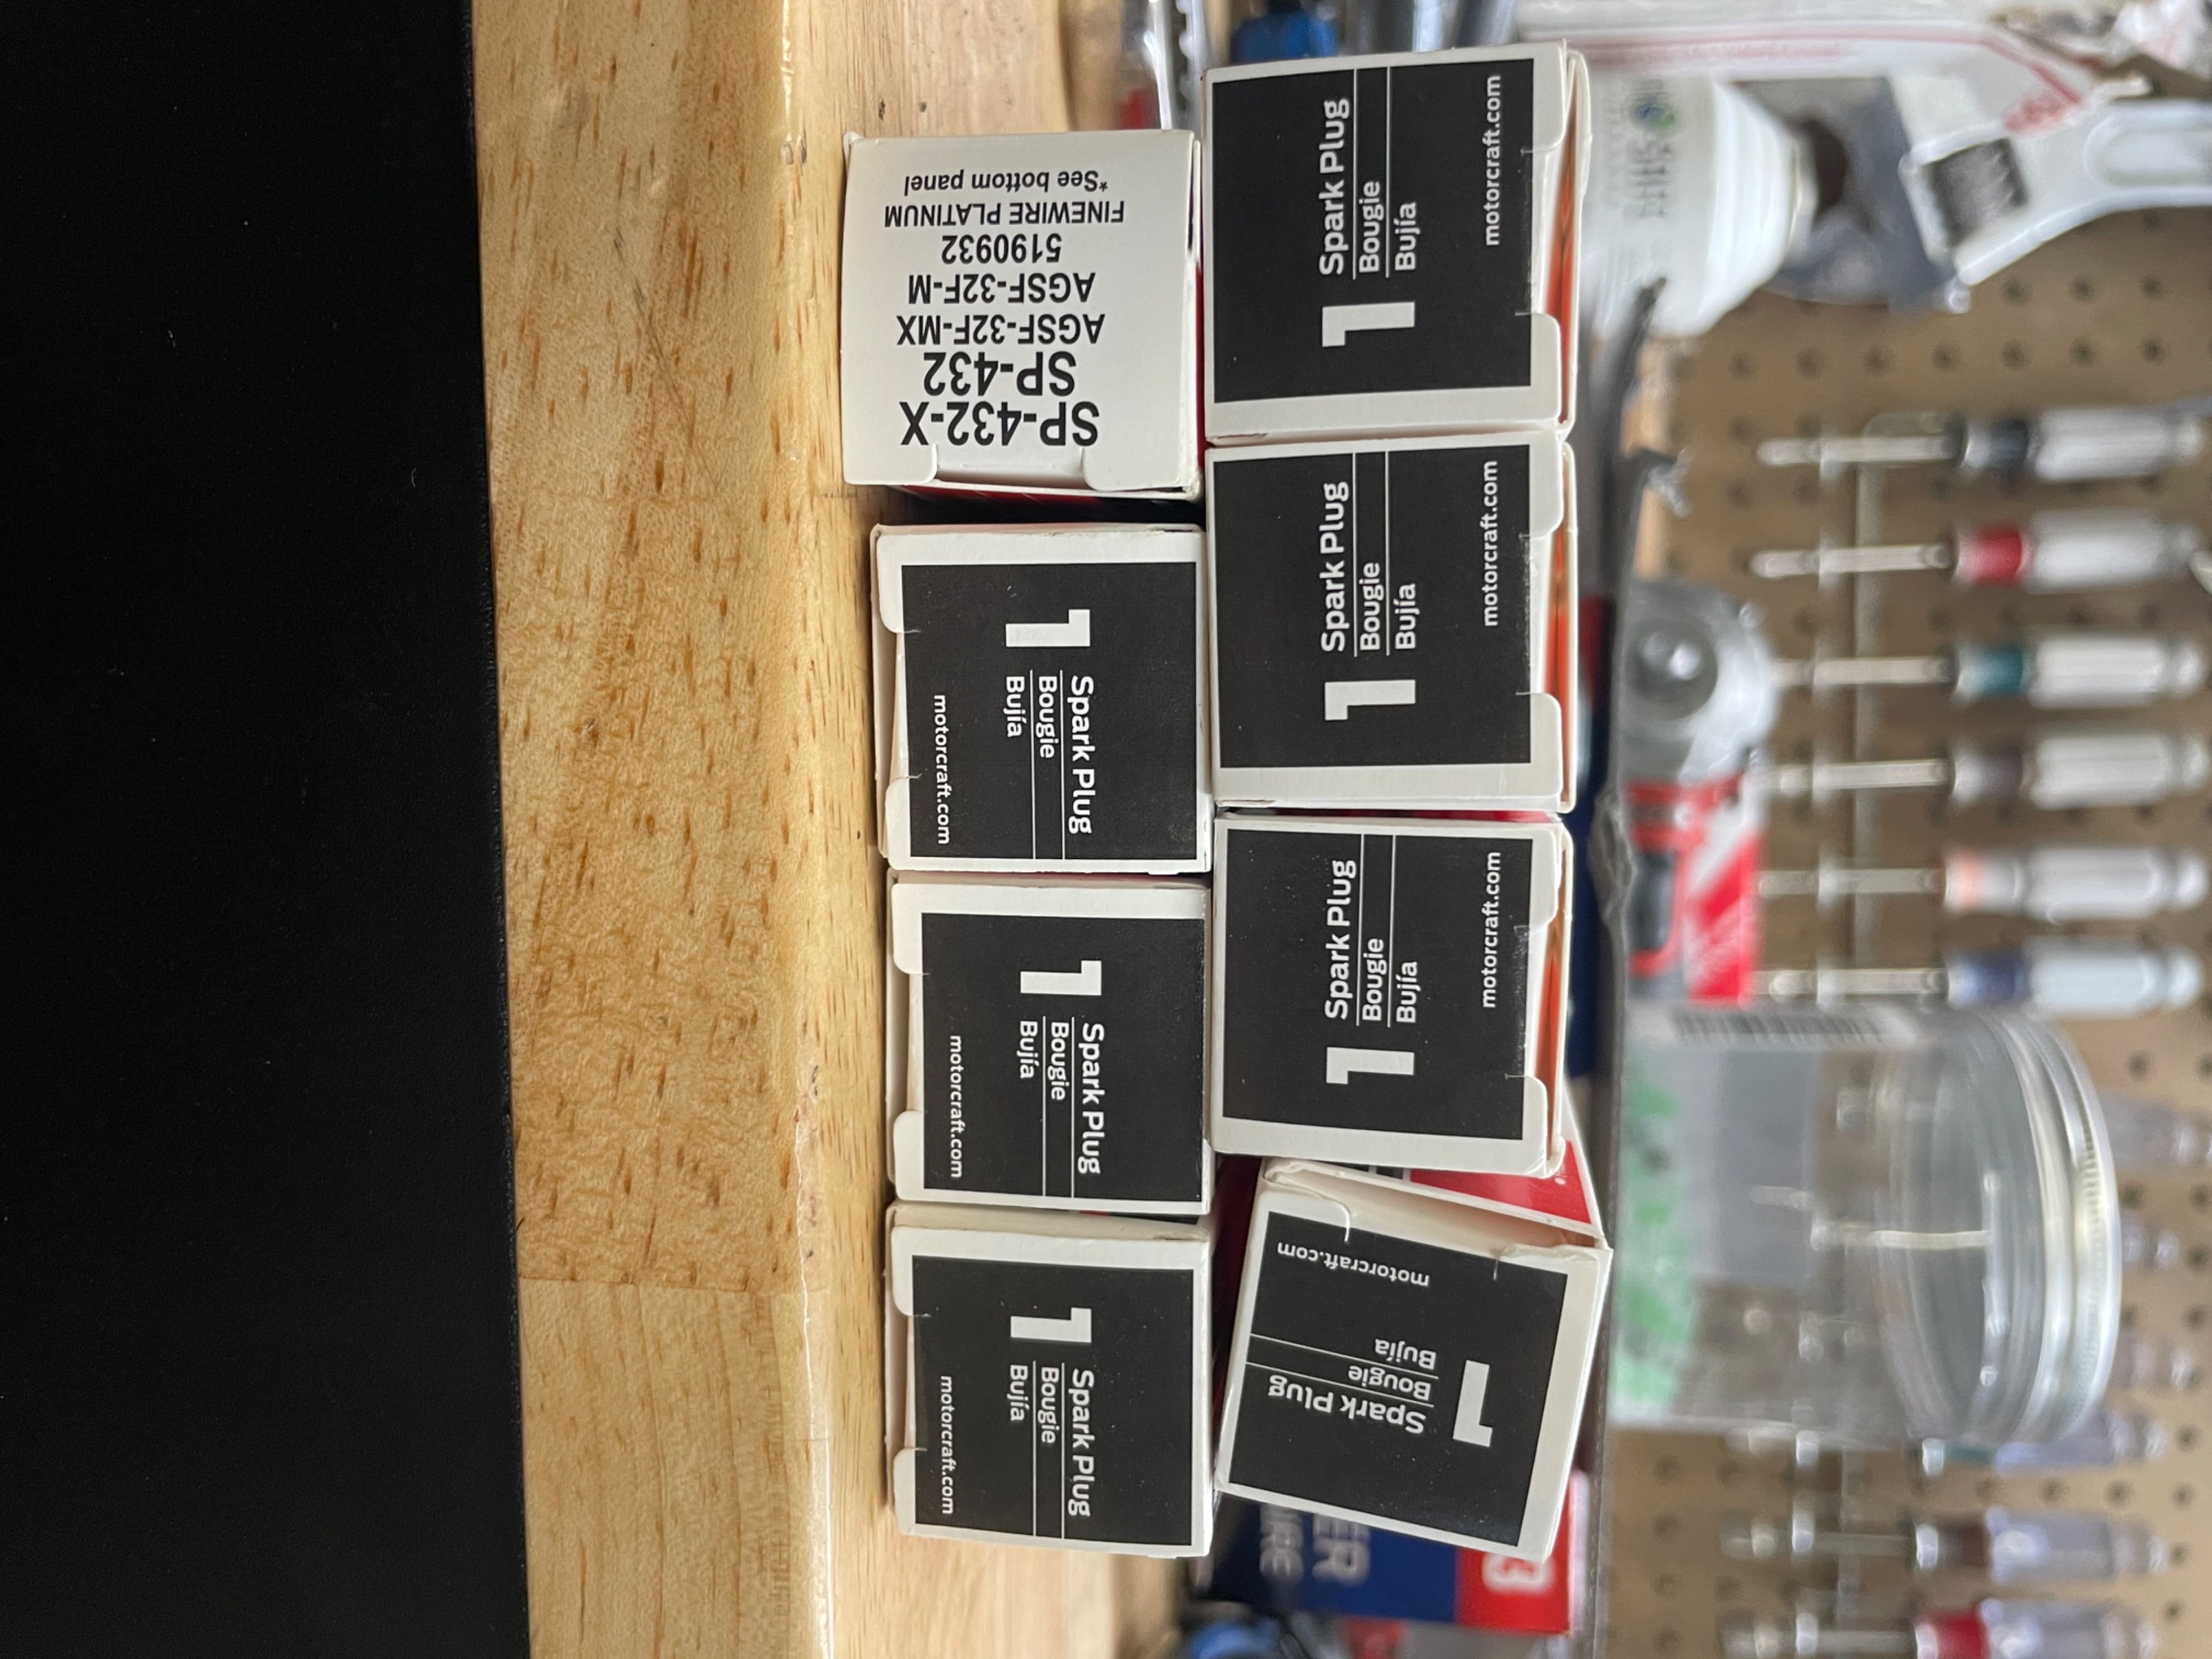 SP-432-X
SP-432
AGSF-32F-MX
AGSF-32F-M
5190932
FINEWIRE PLATINUM
*See bottom panel
1
Spark Plug
Bougie
Bujía
motorcraft.com
1
Spark Plug
Bougie
Bujía
motorcraft.com
1
Spark Plug
Bougie
Bujía
motorcraft.com
1
Spark Plug
Bougie
Bujía
motorcraft.com
1
Spark Plug
Bougie
Bujía
motorcraft.com
1
Spark Plug
Bougie
Bujía
motorcraft.com
1
Spark Plug
Bougie
Bujía
motorcraft.com